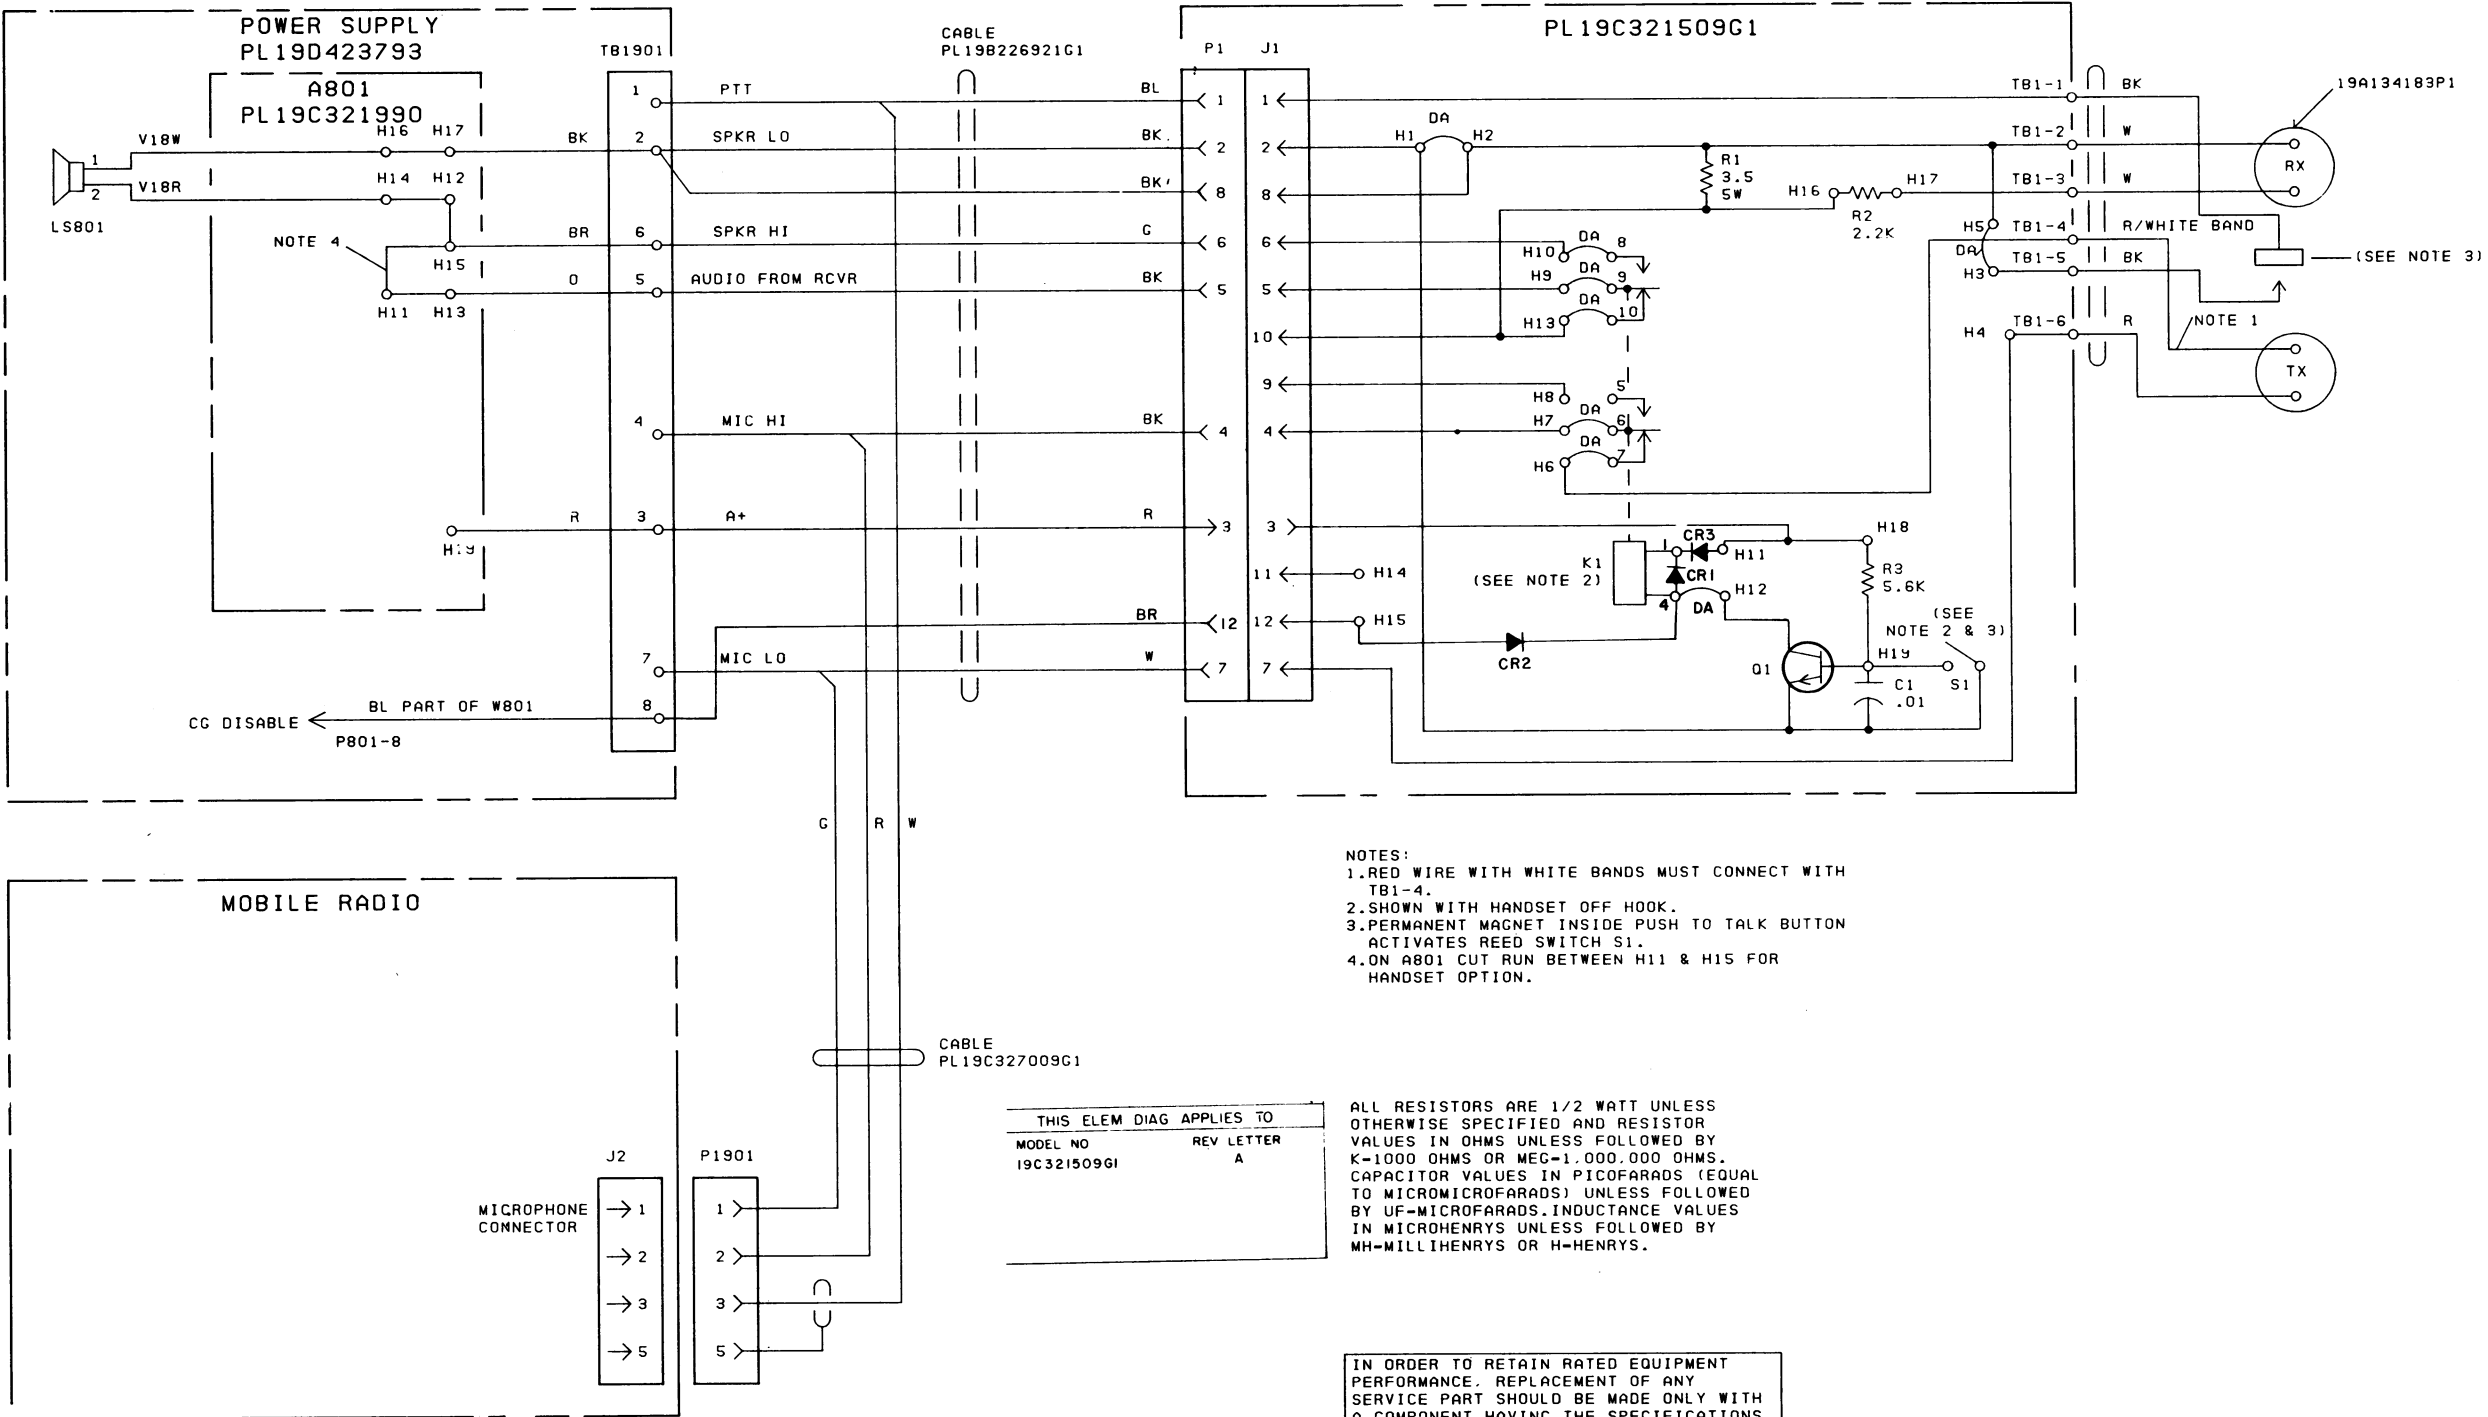 POWER SUPPLY
PL19D423793
A801
PL19C321990
TB1901
CABLE
PL19B226921G1
P1 J1
PL19C321509G1
19A134183P1
LS801
1
2
V18W
V18R
H16 H17
H14 H12
NOTE 4
H15
H11 H13
H19
BK
BR
O
R
1
2
6
5
4
3
7
8
PTT
SPKR LO
SPKR HI
AUDIO FROM RCVR
MIC HI
A+
MIC LO
CG DISABLE
BL PART OF W801
P801-8
BL
BK
BK
G
BK
BK
R
BR
W
1 1
2 2
8 8
6 6
5 5
10
9
4 4
3 3
11
12 12
7 7
DA
H1 H2
R1
3.5
5W
H16 H17
R2
2.2K
H10 DA 8
H9 DA 9
H13 DA 10
H8 5
H7 DA 6
H6 DA 7
H14
H15
K1
(SEE NOTE 2)
1
4
CR3
H11
CR1
H12
DA
CR2
H18
R3
5.6K
(SEE
NOTE 2 & 3)
H19
Q1
C1
.01
S1
TB1-1 BK
TB1-2 W
TB1-3 W
H5 TB1-4 R/WHITE BAND
DA
H3 TB1-5 BK
H4 TB1-6 R
RX
(SEE NOTE 3)
NOTE 1
TX
G R W
MOBILE RADIO
CABLE
PL19C327009G1
J2 P1901
MICROPHONE
CONNECTOR
1 1
2 2
3 3
5 5
NOTES:
1.RED WIRE WITH WHITE BANDS MUST CONNECT WITH
TB1-4.
2.SHOWN WITH HANDSET OFF HOOK.
3.PERMANENT MAGNET INSIDE PUSH TO TALK BUTTON
ACTIVATES REED SWITCH S1.
4.ON A801 CUT RUN BETWEEN H11 & H15 FOR
HANDSET OPTION.
THIS ELEM DIAG APPLIES TO
MODEL NO REV LETTER
19C321509G1 A
ALL RESISTORS ARE 1/2 WATT UNLESS
OTHERWISE SPECIFIED AND RESISTOR
VALUES IN OHMS UNLESS FOLLOWED BY
K=1000 OHMS OR MEG=1,000,000 OHMS.
CAPACITOR VALUES IN PICOFARADS (EQUAL
TO MICROMICROFARADS) UNLESS FOLLOWED
BY UF=MICROFARADS.INDUCTANCE VALUES
IN MICROHENRYS UNLESS FOLLOWED BY
MH=MILLIHENRYS OR H=HENRYS.
IN ORDER TO RETAIN RATED EQUIPMENT
PERFORMANCE, REPLACEMENT OF ANY
SERVICE PART SHOULD BE MADE ONLY WITH
A COMPONENT HAVING THE SPECIFICATIONS